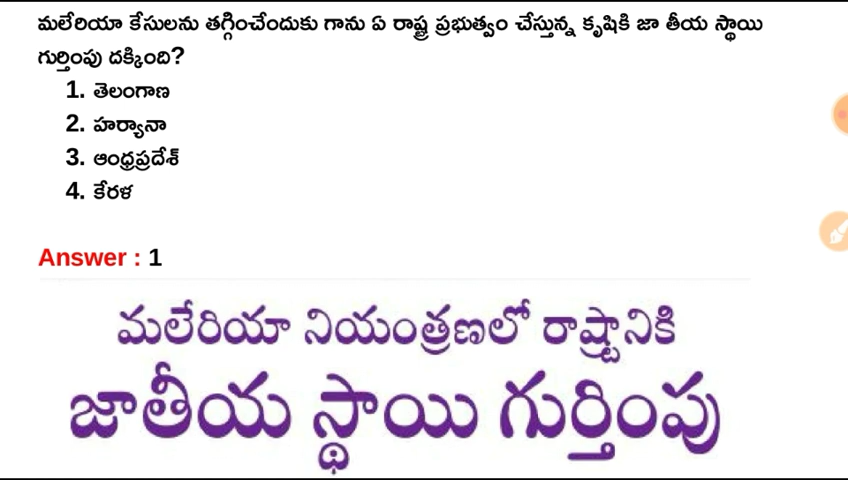 మలేరియా కేసులను తగ్గించేందుకు గాను ఏ రాష్ట్ర ప్రభుత్వం చేస్తున్న కృషికి జా తీయ స్థాయి
గుర్తింపు దక్కింది?
1. తెలంగాణ
2. హర్యానా
3. ఆంధ్రప్రదేశ్
4. కేరళ
Answer : 1
మలేరియా నియంత్రణలో రాష్ట్రానికి
జాతీయ స్థాయి గుర్తింపు